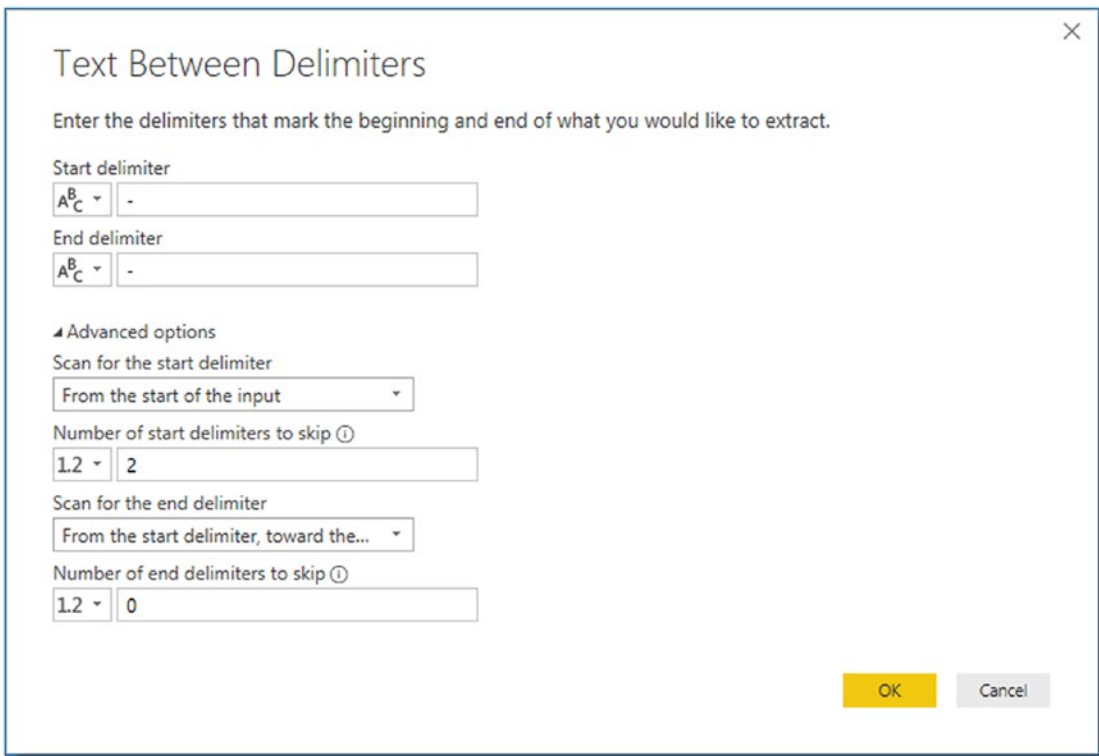 Text Between Delimiters
Enter the delimiters that mark the beginning and end of what you would like to extract.
Start delimiter
ABC -
End delimiter
ABC -
Advanced options
Scan for the start delimiter
From the start of the input
Number of start delimiters to skip
1.2 2
Scan for the end delimiter
From the start delimiter, toward the...
Number of end delimiters to skip
1.2 0
OK Cancel